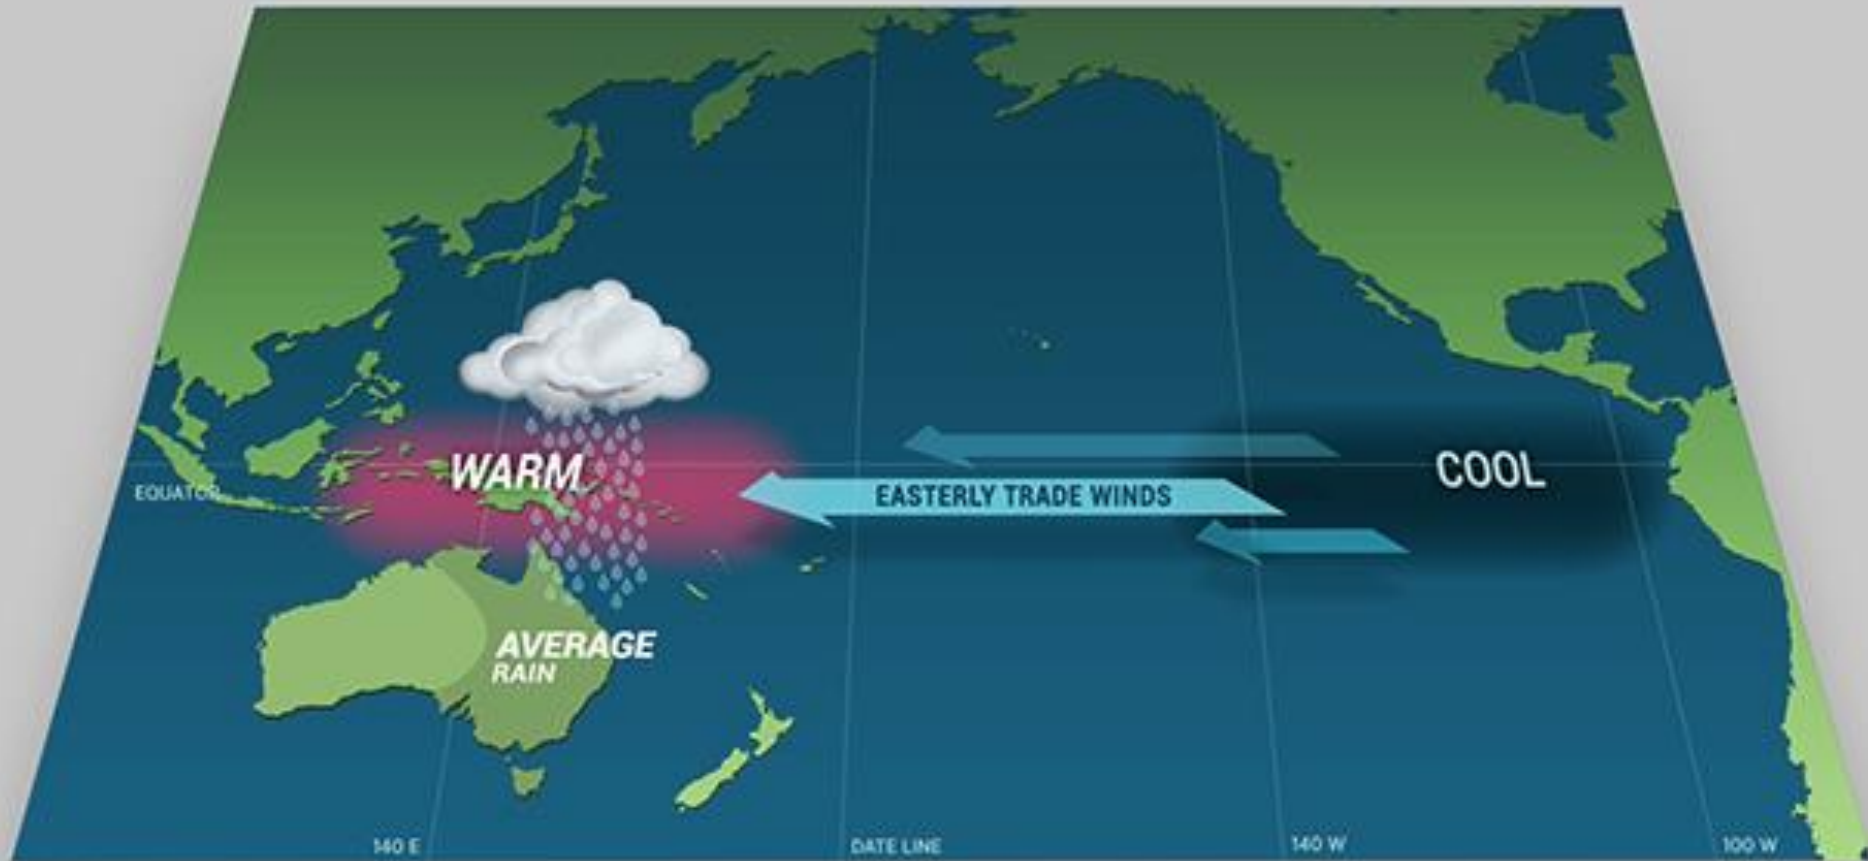 WARM
COOL
EQUATOR
EASTERLY TRADE WINDS
AVERAGE
RAIN
140 E
DATE LINE
140 W
100 W